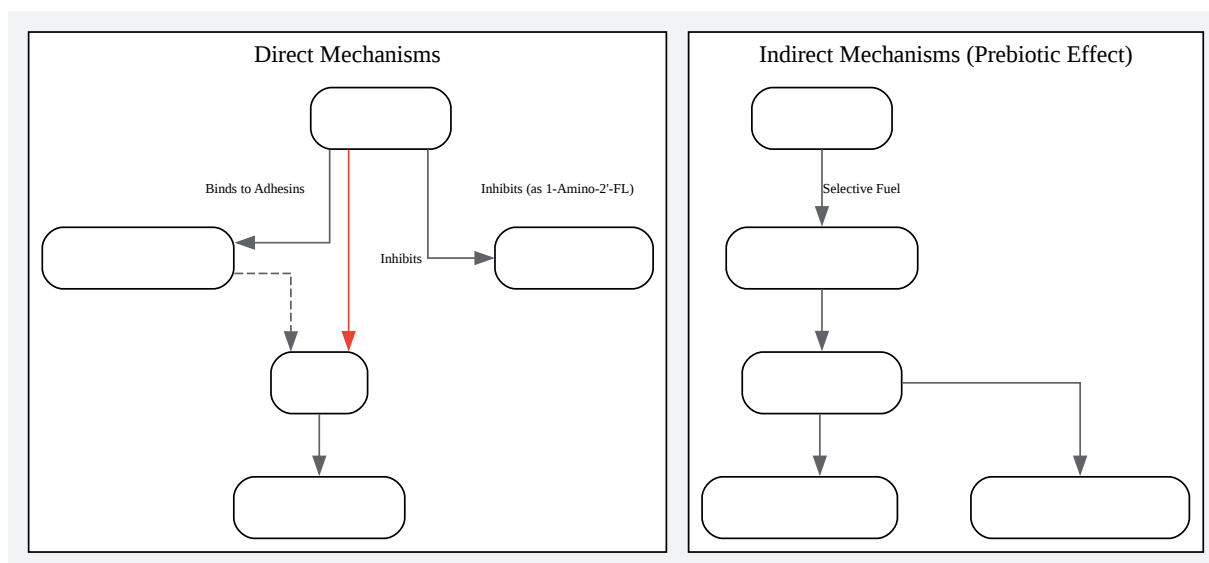 Direct Mechanisms
Binds to Adhesins
Inhibits (as 1-Amino-2'-FL)
Inhibits
Indirect Mechanisms (Prebiotic Effect)
Selective Fuel